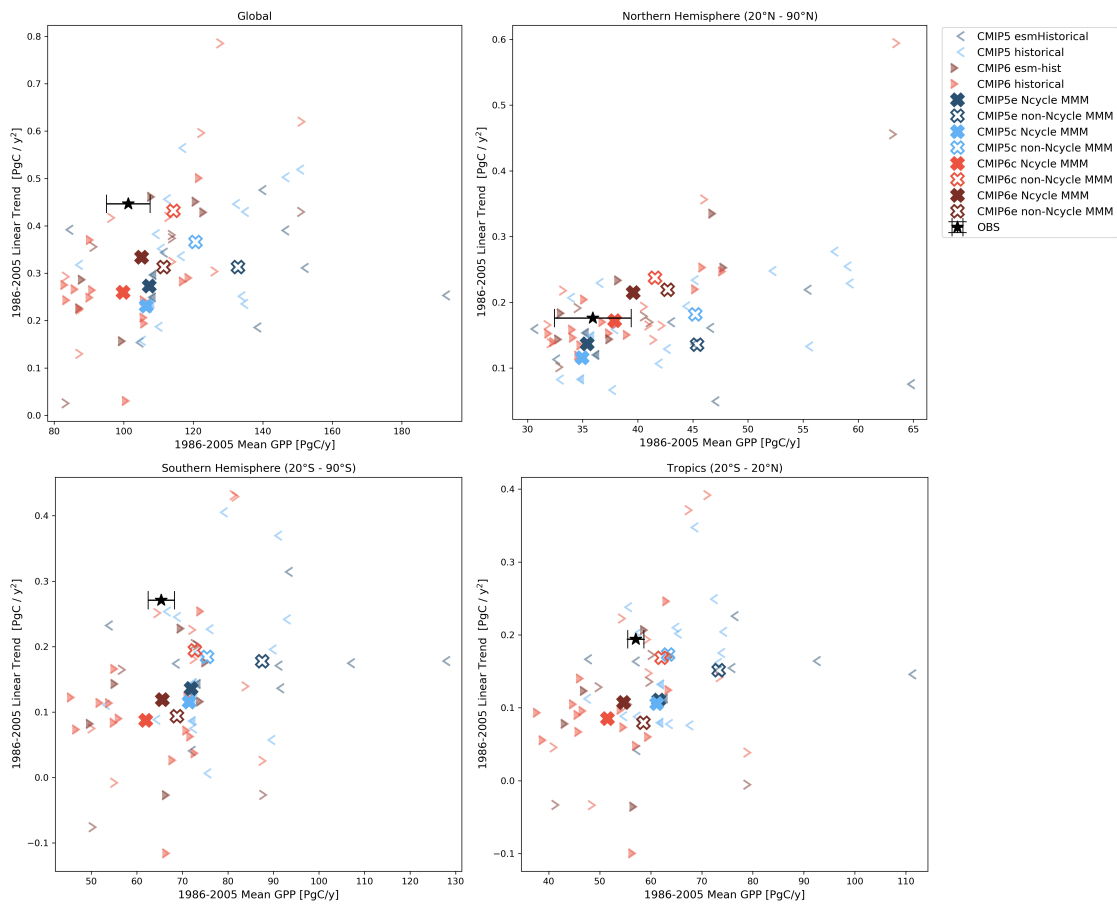 Global
0.8
0.7
0.6
0.5
0.4
0.3
0.2
0.1
0.0
1986-2005 Linear Trend [PgC / y²]
80 100 120 140 160 180
1986-2005 Mean GPP [PgC/y]
Northern Hemisphere (20°N - 90°N)
0.6
0.5
0.4
0.3
0.2
0.1
1986-2005 Linear Trend [PgC / y²]
30 35 40 45 50 55 60 65
1986-2005 Mean GPP [PgC/y]
CMIP5 esmHistorical
CMIP5 historical
CMIP6 esm-hist
CMIP6 historical
CMIP5e Ncycle MMM
CMIP5e non-Ncycle MMM
CMIP5c Ncycle MMM
CMIP5c non-Ncycle MMM
CMIP6c Ncycle MMM
CMIP6c non-Ncycle MMM
CMIP6e Ncycle MMM
CMIP6e non-Ncycle MMM
OBS
Southern Hemisphere (20°S - 90°S)
0.4
0.3
0.2
0.1
0.0
−0.1
1986-2005 Linear Trend [PgC / y²]
50 60 70 80 90 100 110 120 130
1986-2005 Mean GPP [PgC/y]
Tropics (20°S - 20°N)
0.4
0.3
0.2
0.1
0.0
−0.1
1986-2005 Linear Trend [PgC / y²]
40 50 60 70 80 90 100 110
1986-2005 Mean GPP [PgC/y]